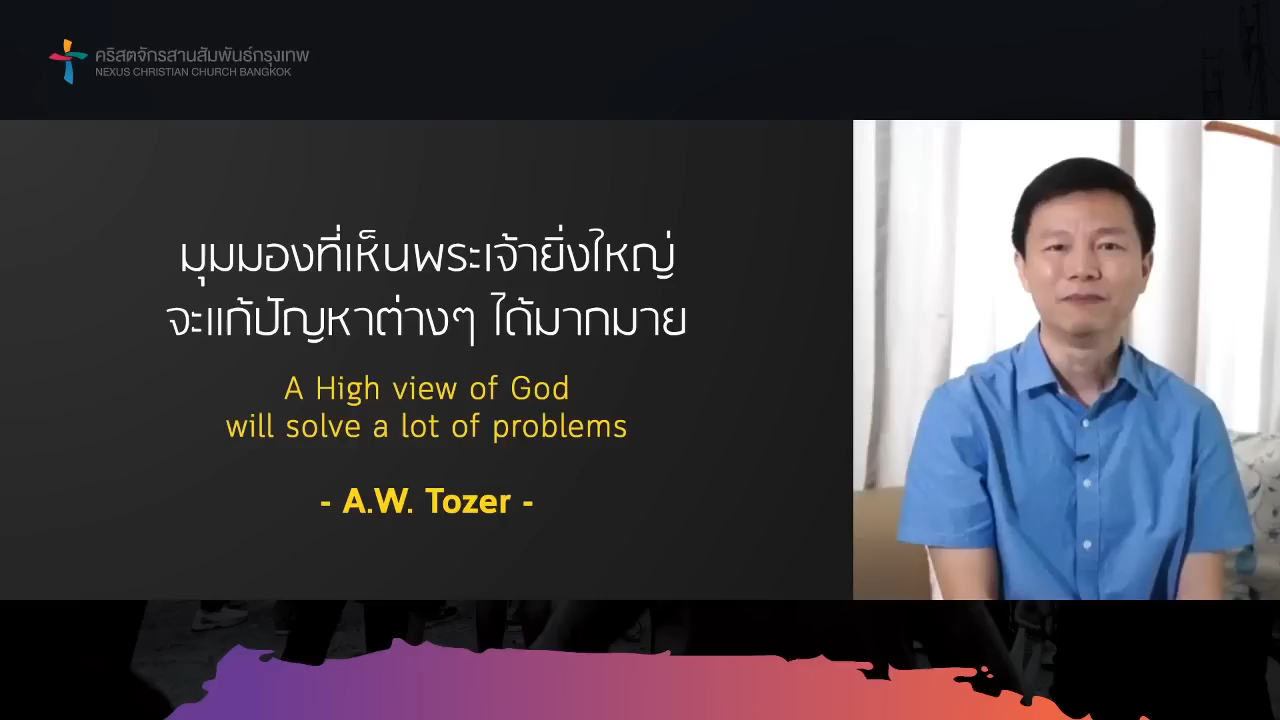 คริสตจักรสานสัมพันธ์กรุงเทพ
NEXUS CHRISTIAN CHURCH BANGKOK
มุมมองที่เห็นพระเจ้ายิ่งใหญ่
จะแก้ปัญหาต่างๆ ได้มากมาย
A High view of God
will solve a lot of problems
- A.W. Tozer -